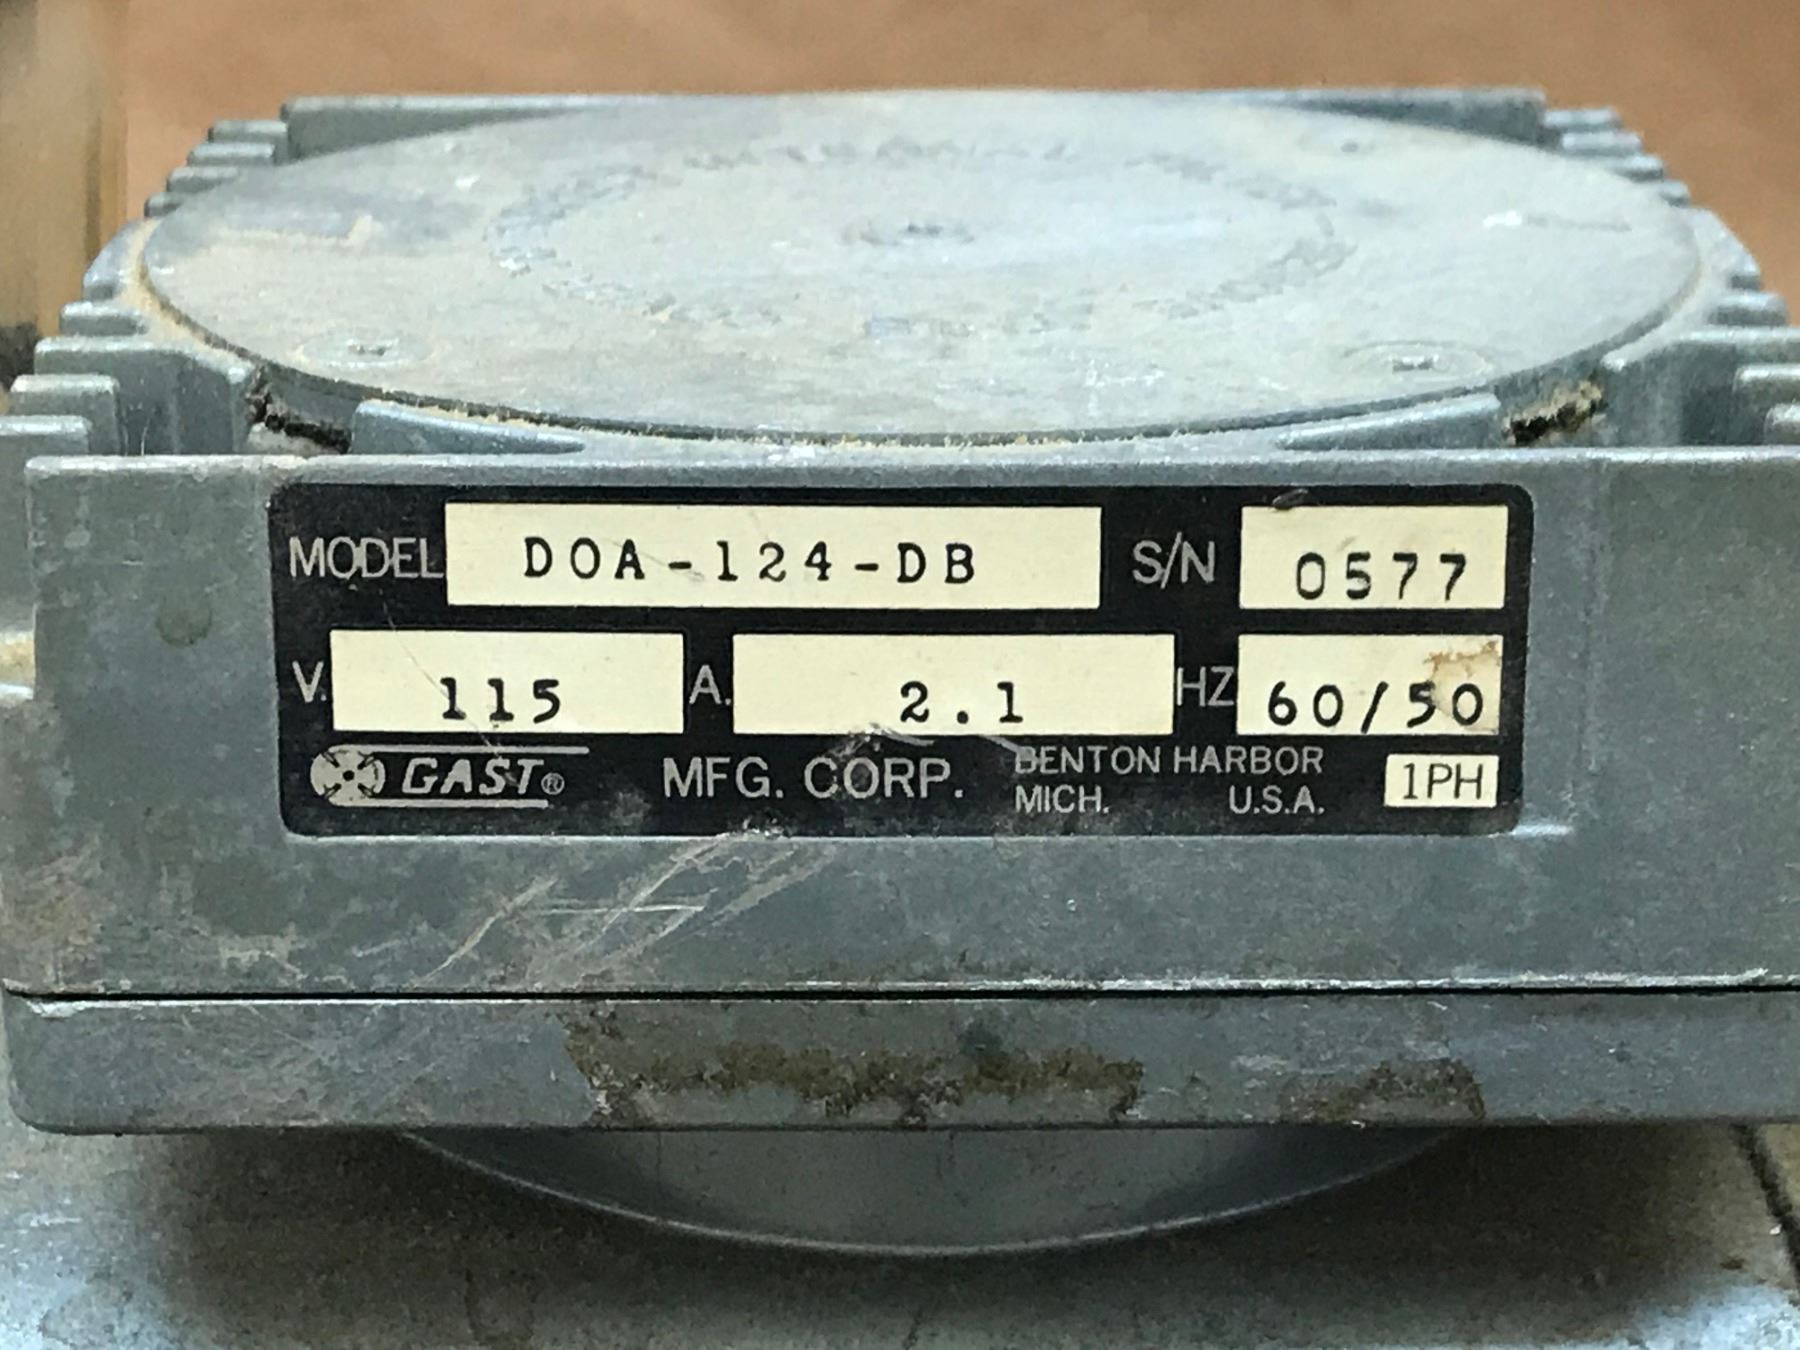 MODEL DOA-124-DB S/N 0577
V. 115 A. 2.1 HZ 60/50
GAST® MFG. CORP. BENTON HARBOR
MICH. U.S.A. 1PH